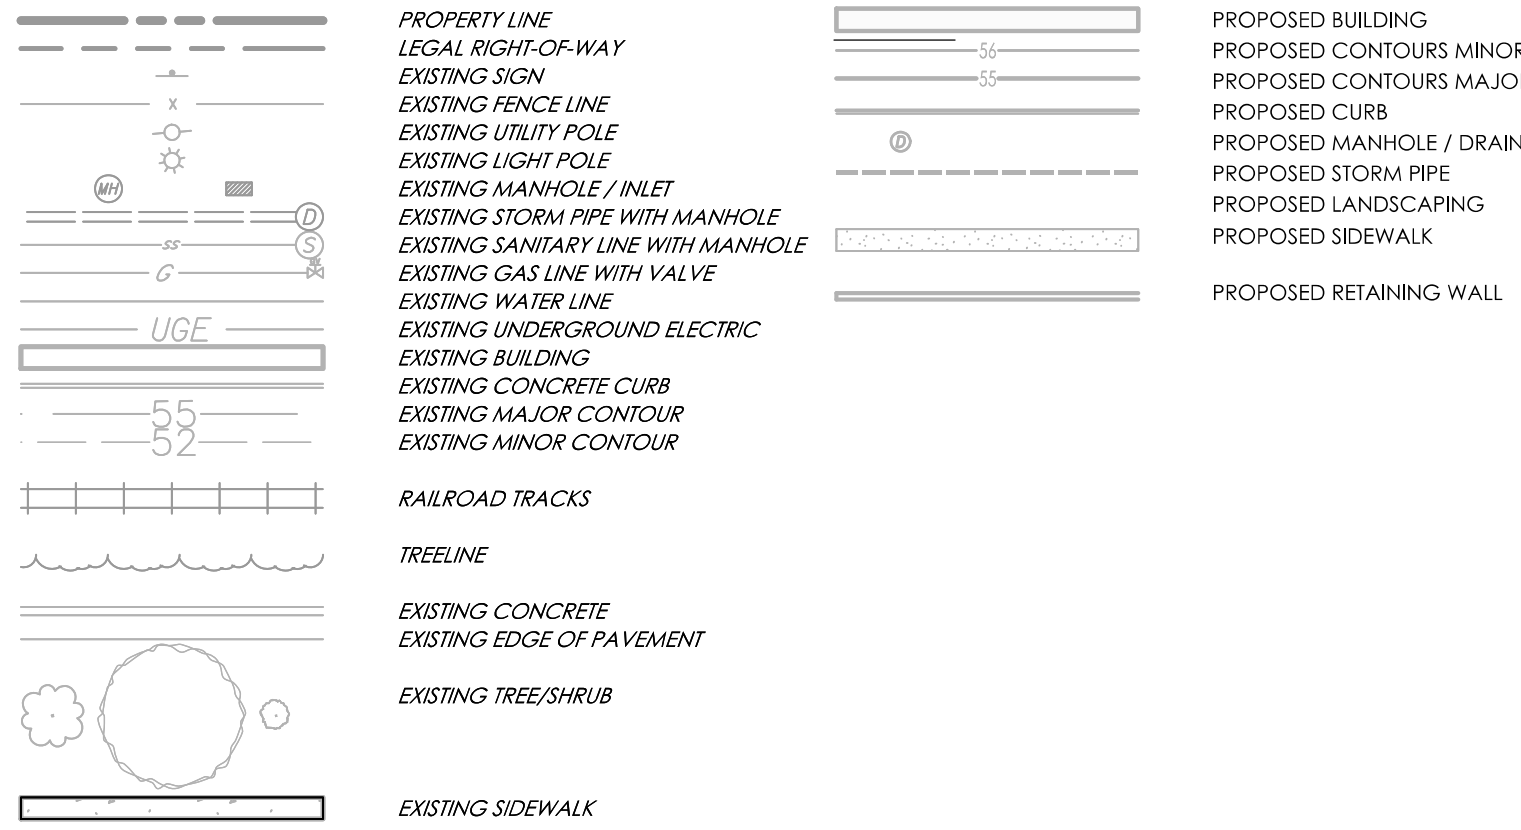 PROPERTY LINE
LEGAL RIGHT-OF-WAY
EXISTING SIGN
x EXISTING FENCE LINE
EXISTING UTILITY POLE
EXISTING LIGHT POLE
MH EXISTING MANHOLE / INLET
D EXISTING STORM PIPE WITH MANHOLE
SS S EXISTING SANITARY LINE WITH MANHOLE
G EXISTING GAS LINE WITH VALVE
EXISTING WATER LINE
UGE EXISTING UNDERGROUND ELECTRIC
EXISTING BUILDING
EXISTING CONCRETE CURB
55 EXISTING MAJOR CONTOUR
52 EXISTING MINOR CONTOUR
RAILROAD TRACKS
TREELINE
EXISTING CONCRETE
EXISTING EDGE OF PAVEMENT
EXISTING TREE/SHRUB
EXISTING SIDEWALK
PROPOSED BUILDING
56 PROPOSED CONTOURS MINOR
55 PROPOSED CONTOURS MAJOR
PROPOSED CURB
D PROPOSED MANHOLE / DRAIN
PROPOSED STORM PIPE
PROPOSED LANDSCAPING
PROPOSED SIDEWALK
PROPOSED RETAINING WALL